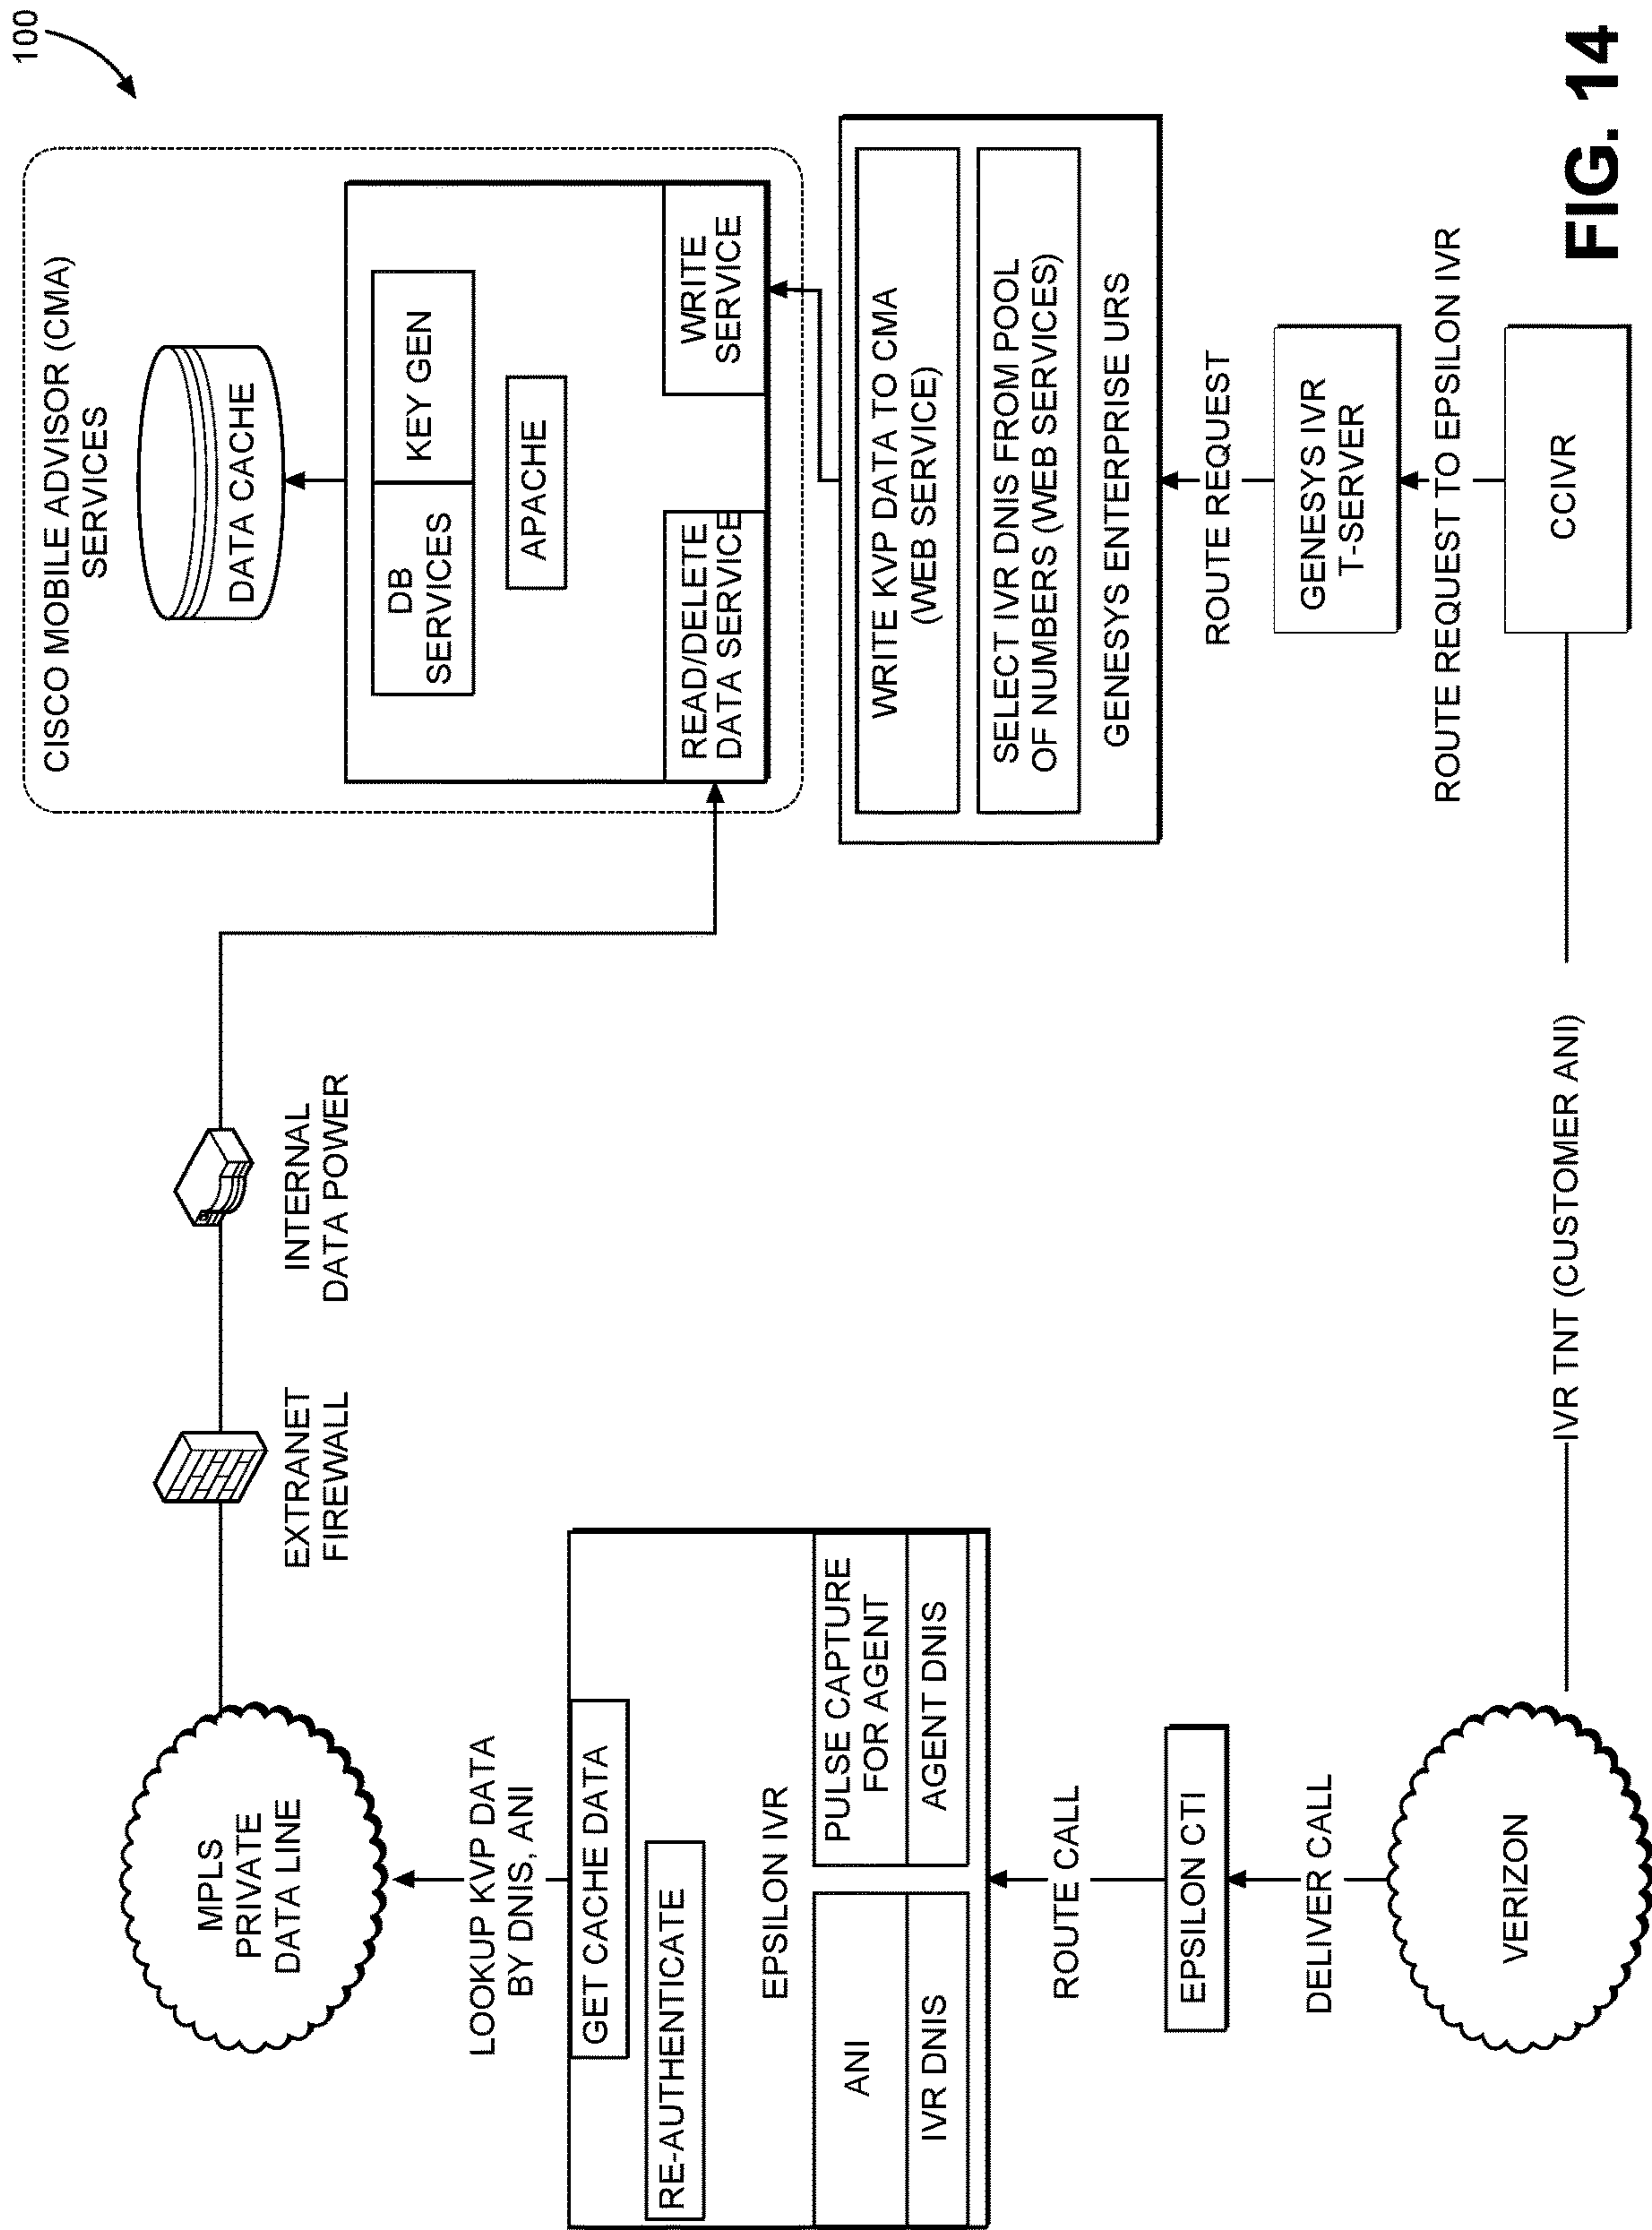 100
CISCO MOBILE ADVISOR (CMA)
SERVICES
DATA CACHE
DB
SERVICES
KEY GEN
APACHE
READ/DELETE
DATA SERVICE
WRITE
SERVICE
MPLS
PRIVATE
DATA LINE
EXTRANET
FIREWALL
INTERNAL
DATA POWER
LOOKUP KVP DATA
BY DNIS, ANI
GET CACHE DATA
RE-AUTHENTICATE
EPSILON IVR
ANI
IVR DNIS
PULSE CAPTURE
FOR AGENT
AGENT DNIS
ROUTE CALL
EPSILON CTI
DELIVER CALL
VERIZON
WRITE KVP DATA TO CMA
(WEB SERVICE)
SELECT IVR DNIS FROM POOL
OF NUMBERS (WEB SERVICES)
GENESYS ENTERPRISE URS
ROUTE REQUEST
GENESYS IVR
T-SERVER
ROUTE REQUEST TO EPSILON IVR
CCIVR
IVR TNT (CUSTOMER ANI)
FIG. 14